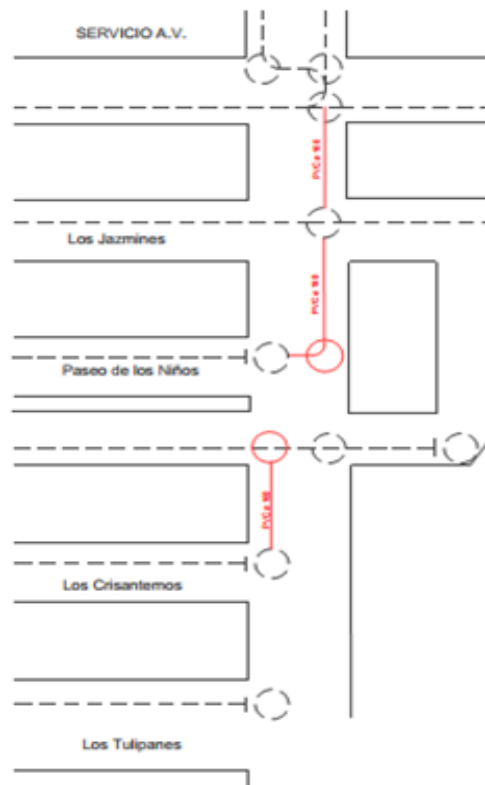 SERVICIO A.V.
Los Jazmines
Paseo de los Niños
Los Crisantemos
Los Tulipanes